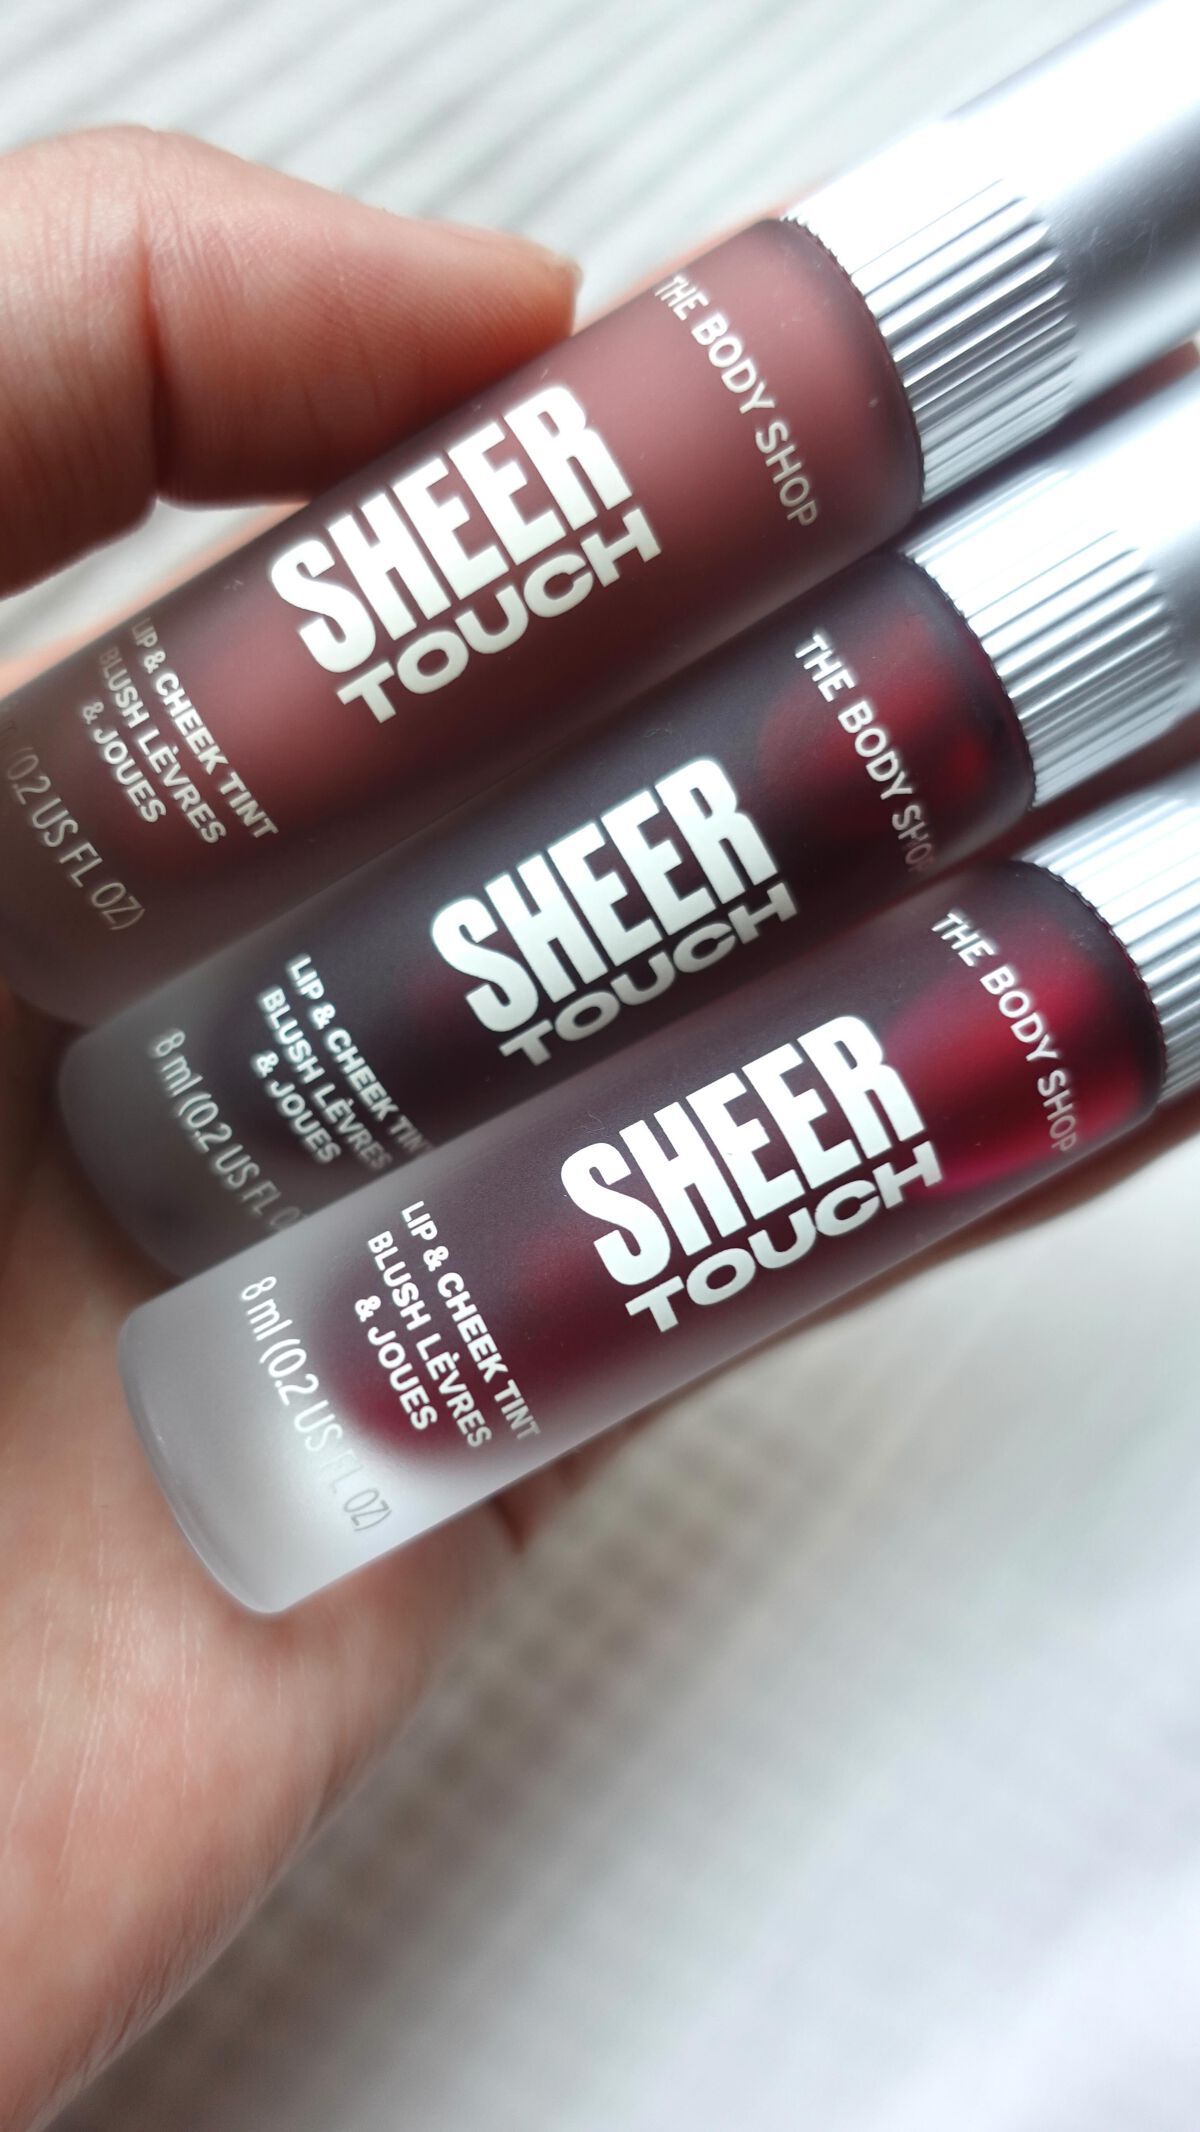 THE BODY SHOP
SHEER
TOUCH
LIP & CHEEK TINT
BLUSH LÈVRES
& JOUES
(0.2 US FL OZ)
THE BODY SHOP
SHEER
TOUCH
LIP & CHEEK TINT
BLUSH LÈVRES
& JOUES
8 ml (0.2 US FL
THE BODY SHOP
SHEER
TOUCH
LIP & CHEEK TINT
BLUSH LÈVRES
& JOUES
8 ml (0.2 US FL OZ)